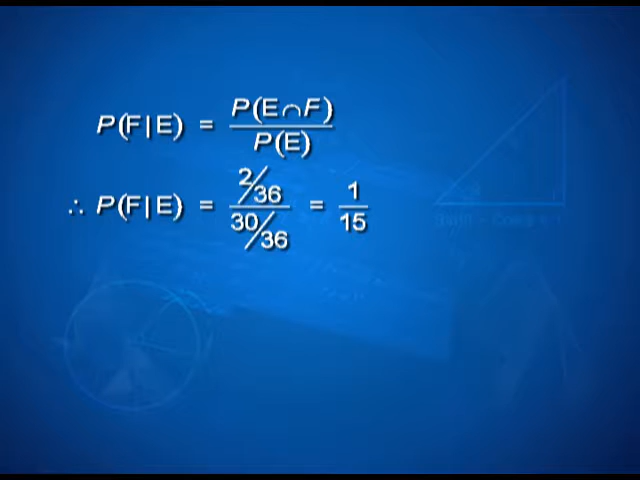 P(F|E) = P(E∩F) / P(E)
∴ P(F|E) = 2/36 / 30/36 = 1/15